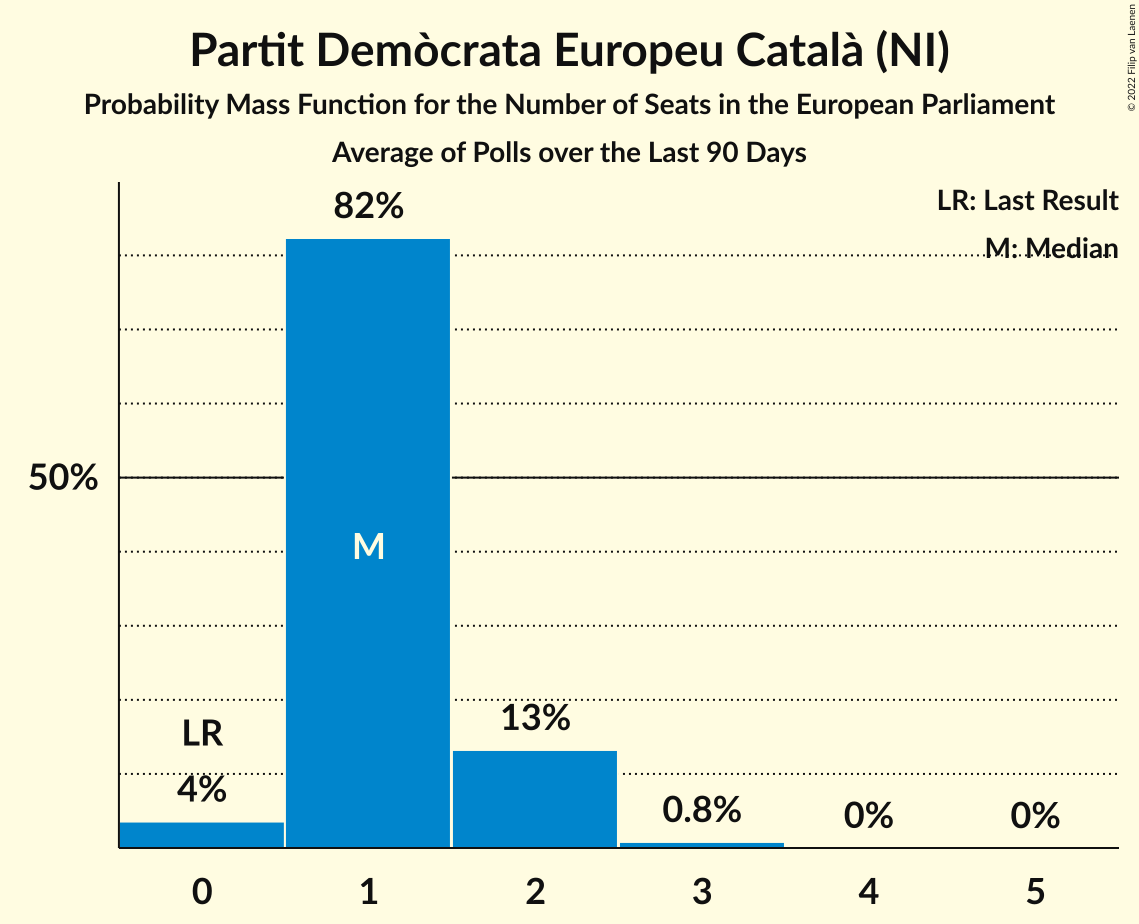 Partit Demòcrata Europeu Català (NI)
Probability Mass Function for the Number of Seats in the European Parliament
Average of Polls over the Last 90 Days
© 2022 Filip van Laenen
LR: Last Result
M: Median
82%
50%
M
LR
4%
13%
0.8%
0%
0%
0 1 2 3 4 5